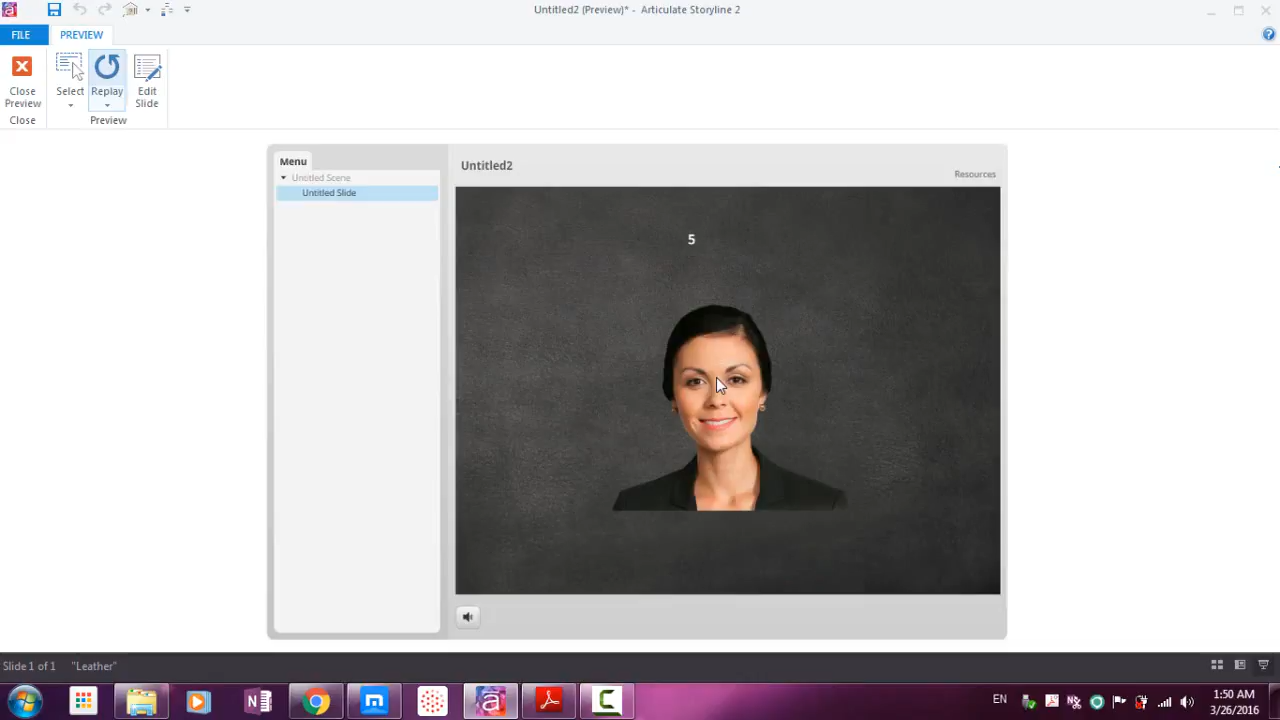 Untitled2 (Preview)* - Articulate Storyline 2
FILE
PREVIEW
Close
Preview
Select
Replay
Edit
Slide
Close
Preview
Menu
Untitled Scene
Untitled Slide
Untitled2
Resources
5
Slide 1 of 1
"Leather"
EN
1:50 AM
3/26/2016